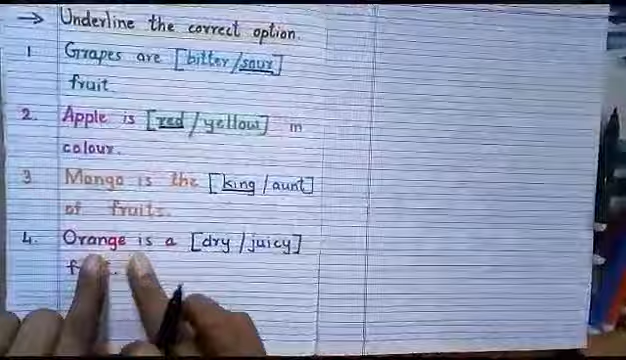 → Underline the correct option.
1 Grapes are [bitter/sour]
fruit.
2. Apple is [red/yellow] in
colour.
3 Mango is the [king/aunt]
of fruits.
4. Orange is a [dry/juicy]